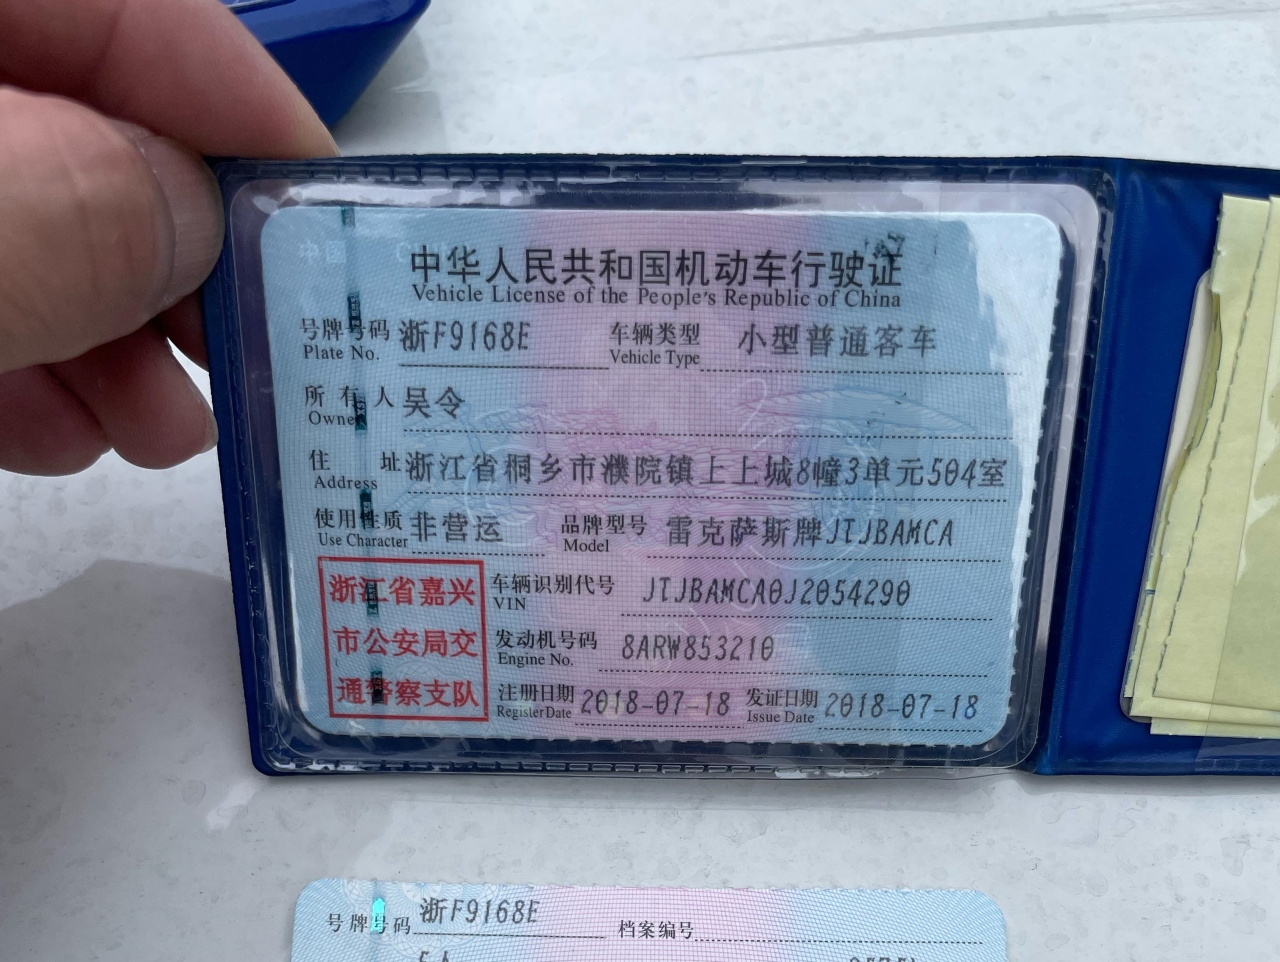 中华人民共和国机动车行驶证
Vehicle License of the People's Republic of China
号牌号码 浙F9168E 车辆类型 小型普通客车
Plate No. Vehicle Type
所有人 吴令
Owner
住址 浙江省桐乡市濮院镇上上城8幢3单元504室
Address
使用性质 非营运 品牌型号 雷克萨斯牌JTJBAMCA
Use Character Model
浙江省嘉兴
市公安局交
通警察支队
车辆识别代号 JTJBAMCA0J2054290
VIN
发动机号码 8ARW853210
Engine No.
注册日期 2018-07-18 发证日期 2018-07-18
Register Date Issue Date
号牌号码 浙F9168E 档案编号